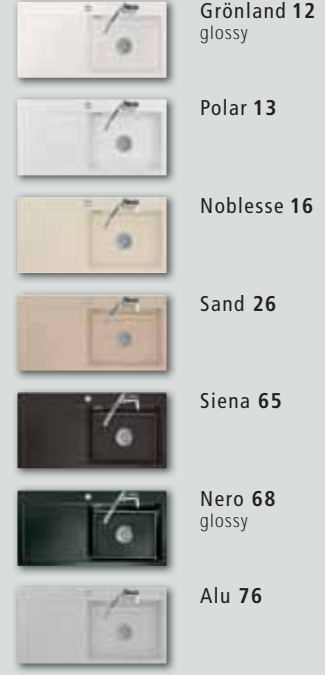 Grönland 12
glossy
Polar 13
Noblesse 16
Sand 26
Siena 65
Nero 68
glossy
Alu 76